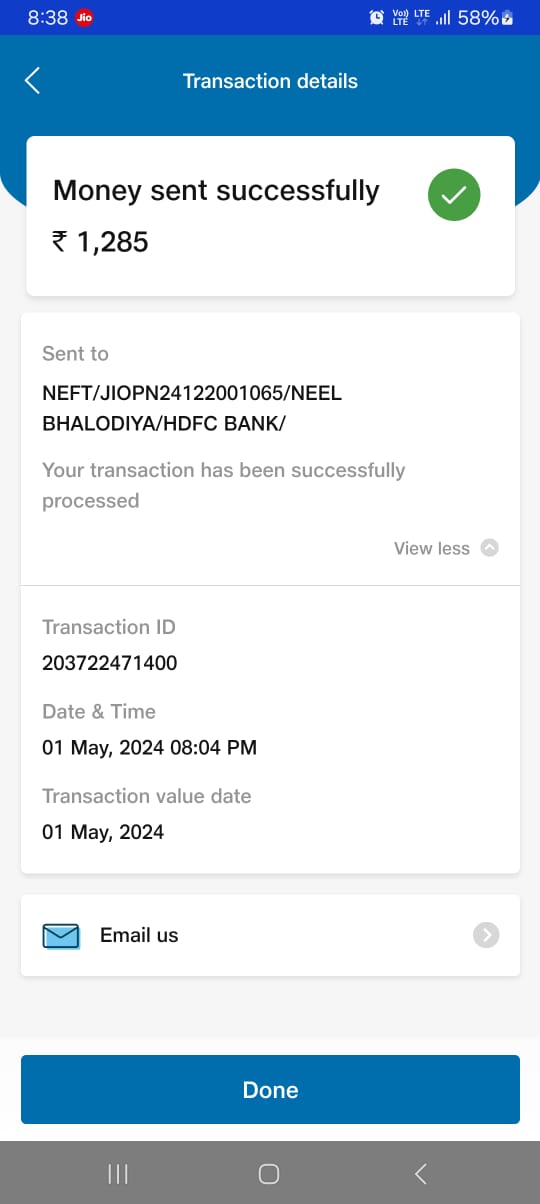 8:38 Jio Vo)) LTE LTE 58%
Transaction details
Money sent successfully
₹ 1,285
Sent to
NEFT/JIOPN24122001065/NEEL
BHALODIYA/HDFC BANK/
Your transaction has been successfully
processed
View less
Transaction ID
203722471400
Date & Time
01 May, 2024 08:04 PM
Transaction value date
01 May, 2024
Email us
Done